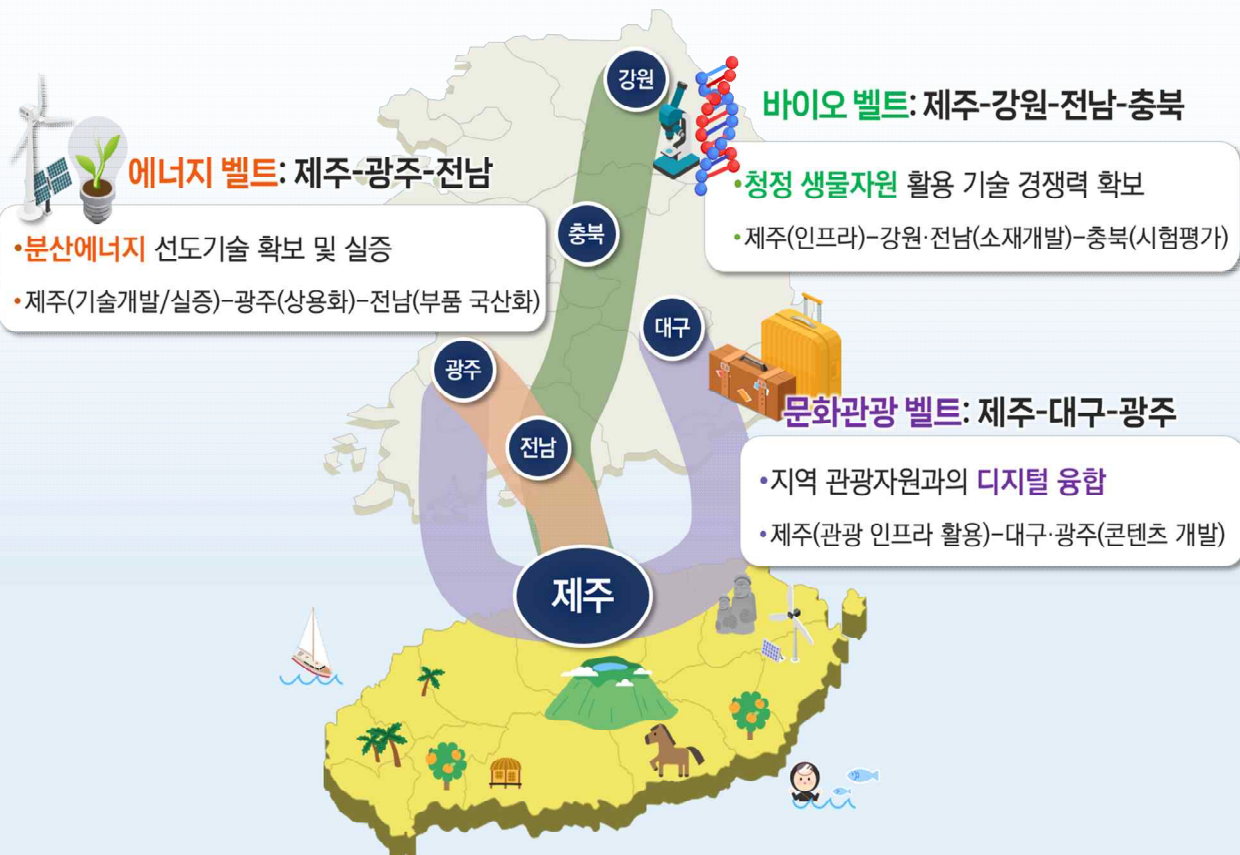 에너지 벨트: 제주-광주-전남
•분산에너지 선도기술 확보 및 실증
•제주(기술개발/실증)-광주(상용화)-전남(부품 국산화)
바이오 벨트: 제주-강원-전남-충북
•청정 생물자원 활용 기술 경쟁력 확보
•제주(인프라)-강원·전남(소재개발)-충북(시험평가)
문화관광 벨트: 제주-대구-광주
•지역 관광자원과의 디지털 융합
•제주(관광 인프라 활용)-대구·광주(콘텐츠 개발)
강원
충북
대구
광주
전남
제주